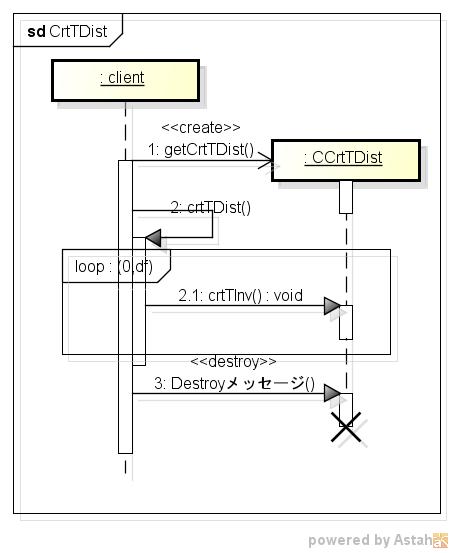 sd CrtTDist
: client
<<create>>
1: getCrtTDist()
: CCrtTDist
2: crtTDist()
loop : (0,df)
2.1: crtTInv() : void
<<destroy>>
3: Destroyメッセージ()
powered by Astah